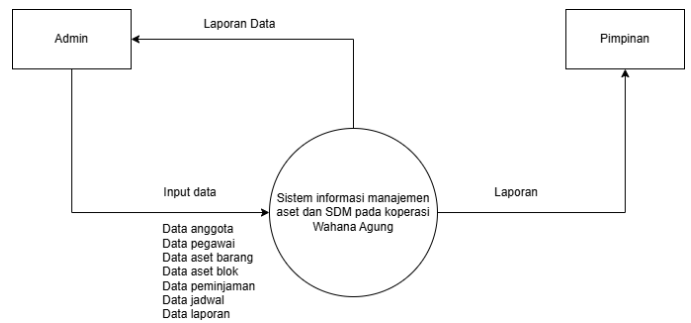 Laporan Data
Admin
Pimpinan
Input data
Sistem informasi manajemen
aset dan SDM pada koperasi
Wahana Agung
Laporan
Data anggota
Data pegawai
Data aset barang
Data aset blok
Data peminjaman
Data jadwal
Data laporan